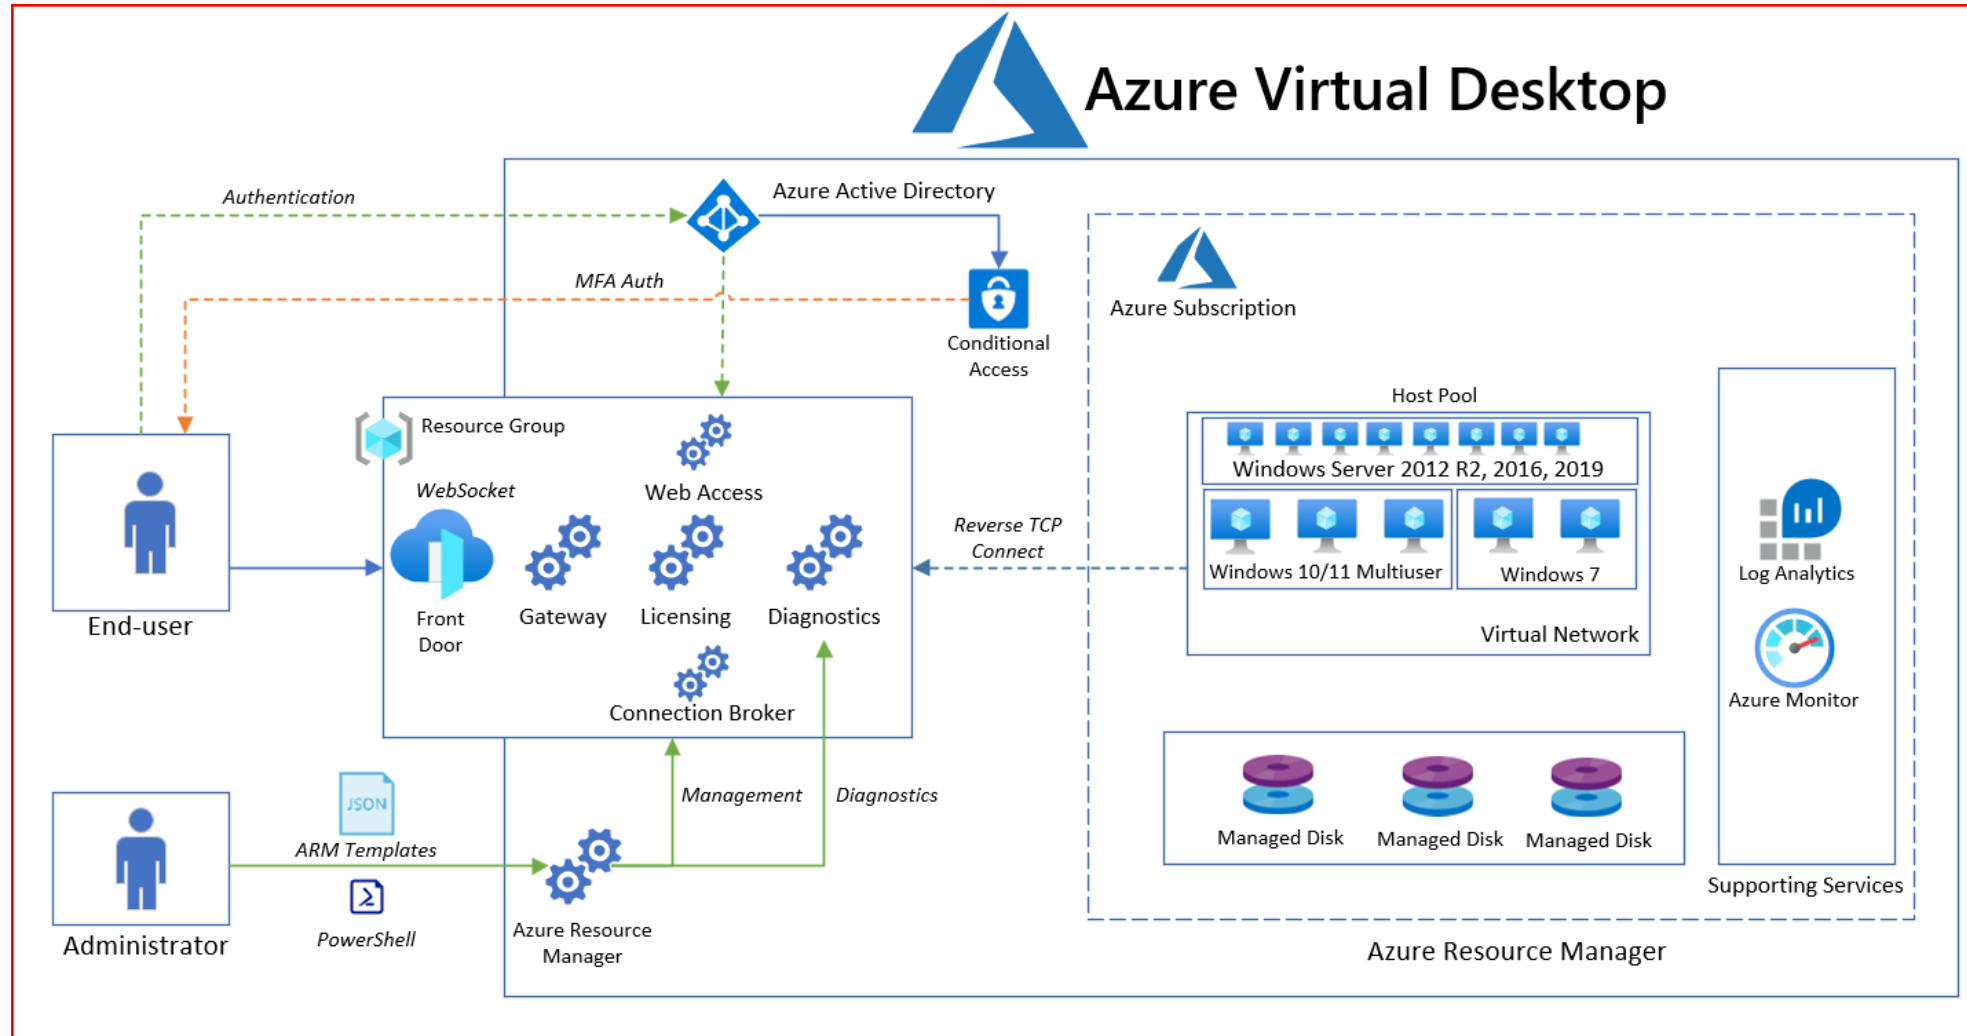 Azure Virtual Desktop
Authentication
Azure Active Directory
MFA Auth
Conditional
Access
Azure Subscription
Resource Group
WebSocket
Web Access
Front
Door
Gateway
Licensing
Diagnostics
Connection Broker
End-user
Reverse TCP
Connect
Host Pool
Windows Server 2012 R2, 2016, 2019
Windows 10/11 Multiuser
Windows 7
Virtual Network
Log Analytics
Azure Monitor
Supporting Services
Managed Disk
Managed Disk
Managed Disk
Management
Diagnostics
JSON
ARM Templates
PowerShell
Administrator
Azure Resource
Manager
Azure Resource Manager